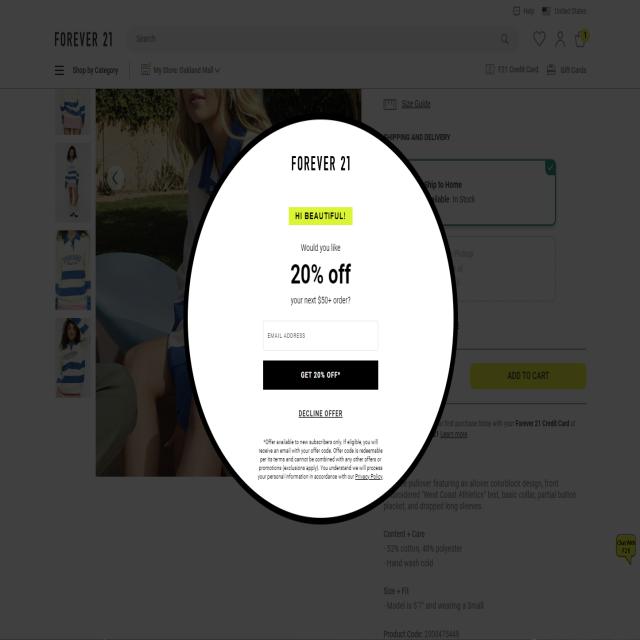 Help
United States
FOREVER 21
Search
1
Shop by Category
My Store: Oakland Mall
F21 Credit Card
Gift Cards
Size Guide
SHIPPING AND DELIVERY
Ship to Home
In Stock
Pickup
ADD TO CART
first purchase today with your Forever 21 Credit Card at
Learn more
pullover featuring an allover colorblock design, front
"West Coast Athletics" text, basic collar, partial button
placket, and dropped long sleeves.
Content + Care
- 52% cotton, 48% polyester
- Hand wash cold
Size + Fit
- Model is 5'7" and wearing a Small
Product Code: 2000473448
Chat With
F21!
FOREVER 21
HI BEAUTIFUL!
Would you like
20% off
your next $50+ order?
EMAIL ADDRESS
GET 20% OFF*
DECLINE OFFER
*Offer available to new subscribers only. If eligible, you will
receive an email with your offer code. Offer code is redeemable
per its terms and cannot be combined with any other offers or
promotions (exclusions apply). You understand we will process
your personal information in accordance with our Privacy Policy.